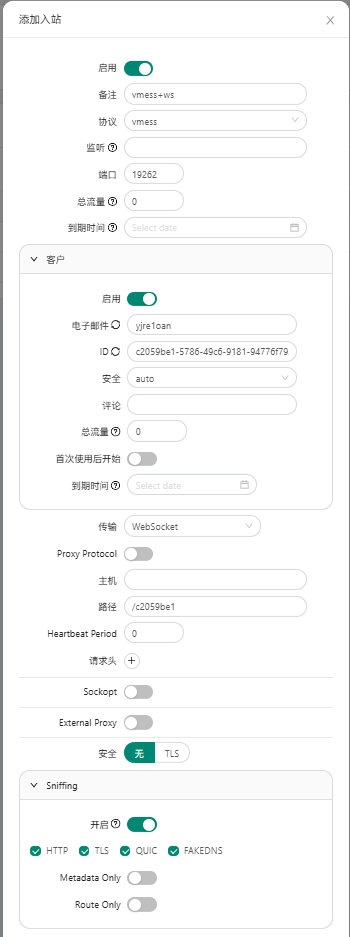 添加入站
启用
备注 vmess+ws
协议 vmess
监听
端口 19262
总流量 0
到期时间 Select date
客户
启用
电子邮件 yjre1oan
ID c2059be1-5786-49c6-9181-94776f79
安全 auto
评论
总流量 0
首次使用后开始
到期时间 Select date
传输 WebSocket
Proxy Protocol
主机
路径 /c2059be1
Heartbeat Period 0
请求头
Sockopt
External Proxy
安全 无 TLS
Sniffing
开启
HTTP TLS QUIC FAKEDNS
Metadata Only
Route Only